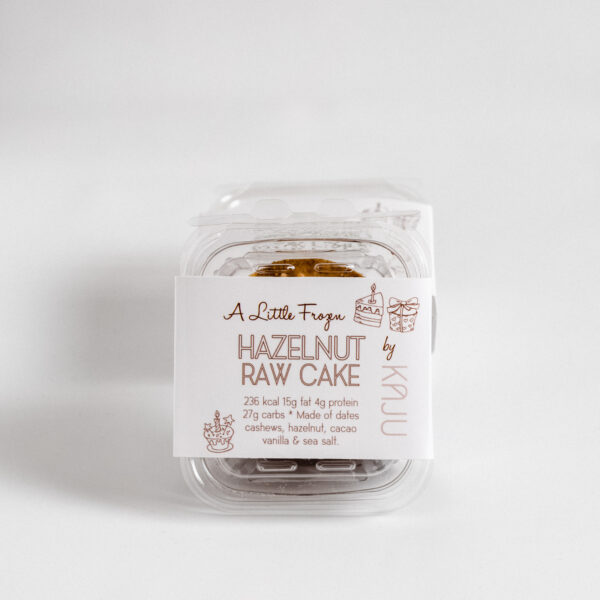 A Little Frozen
HAZELNUT
RAW CAKE
by
KAJU
236 kcal 15g fat 4g protein
27g carbs * Made of dates
cashews, hazelnut, cacao
vanilla & sea salt.